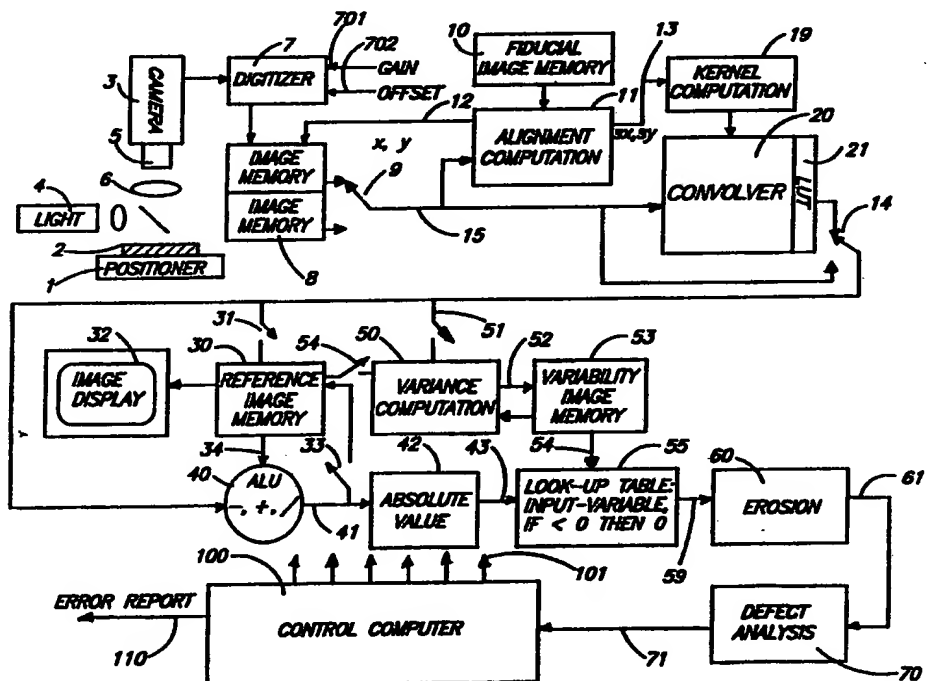 701
702
7
DIGITIZER
GAIN
OFFSET
10
FIDUCIAL
IMAGE MEMORY
13
19
KERNEL
COMPUTATION
3
CAMERA
5
6
4
LIGHT
2
1
POSITIONER
12
x, y
11
ALIGNMENT
COMPUTATION
sx,sy
IMAGE
MEMORY
IMAGE
MEMORY
8
9
15
20
CONVOLVER
21
LUT
14
31
51
32
IMAGE
DISPLAY
30
REFERENCE
IMAGE
MEMORY
54
50
VARIANCE
COMPUTATION
52
53
VARIABILITY
IMAGE
MEMORY
34
33
40
ALU
-, +, /
41
42
ABSOLUTE
VALUE
43
54
55
LOOK-UP TABLE-
INPUT-VARIABLE,
IF < 0 THEN 0
59
60
EROSION
61
100
101
ERROR REPORT
110
CONTROL COMPUTER
71
DEFECT
ANALYSIS
70